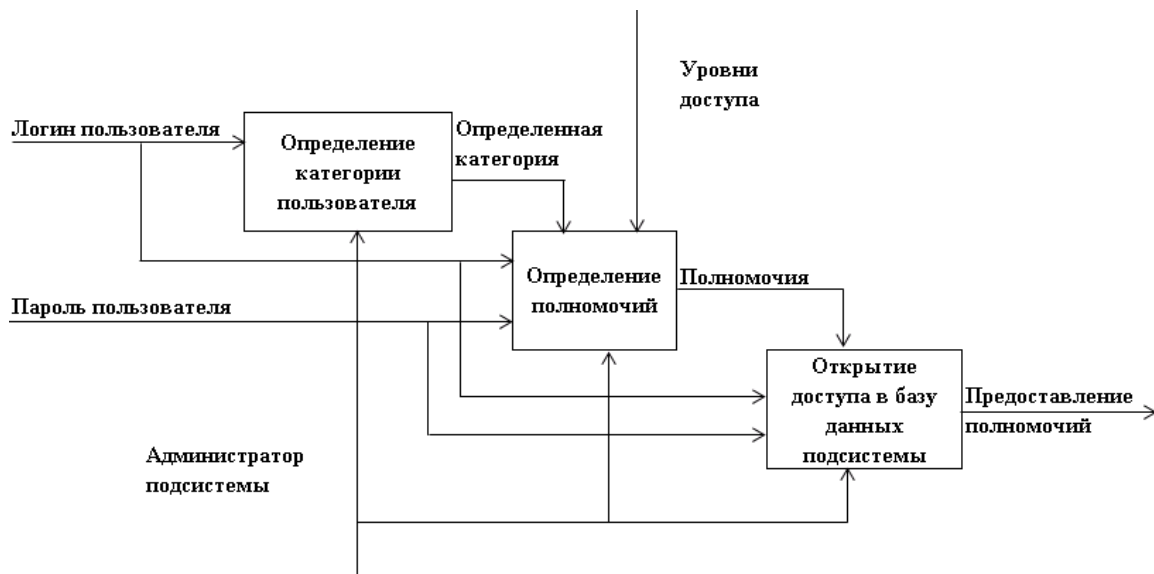 Уровни
доступа
Логин пользователя
Определение
категории
пользователя
Определенная
категория
Определение
полномочий
Полномочия
Пароль пользователя
Открытие
доступа в базу
данных
подсистемы
Предоставление
полномочий
Администратор
подсистемы